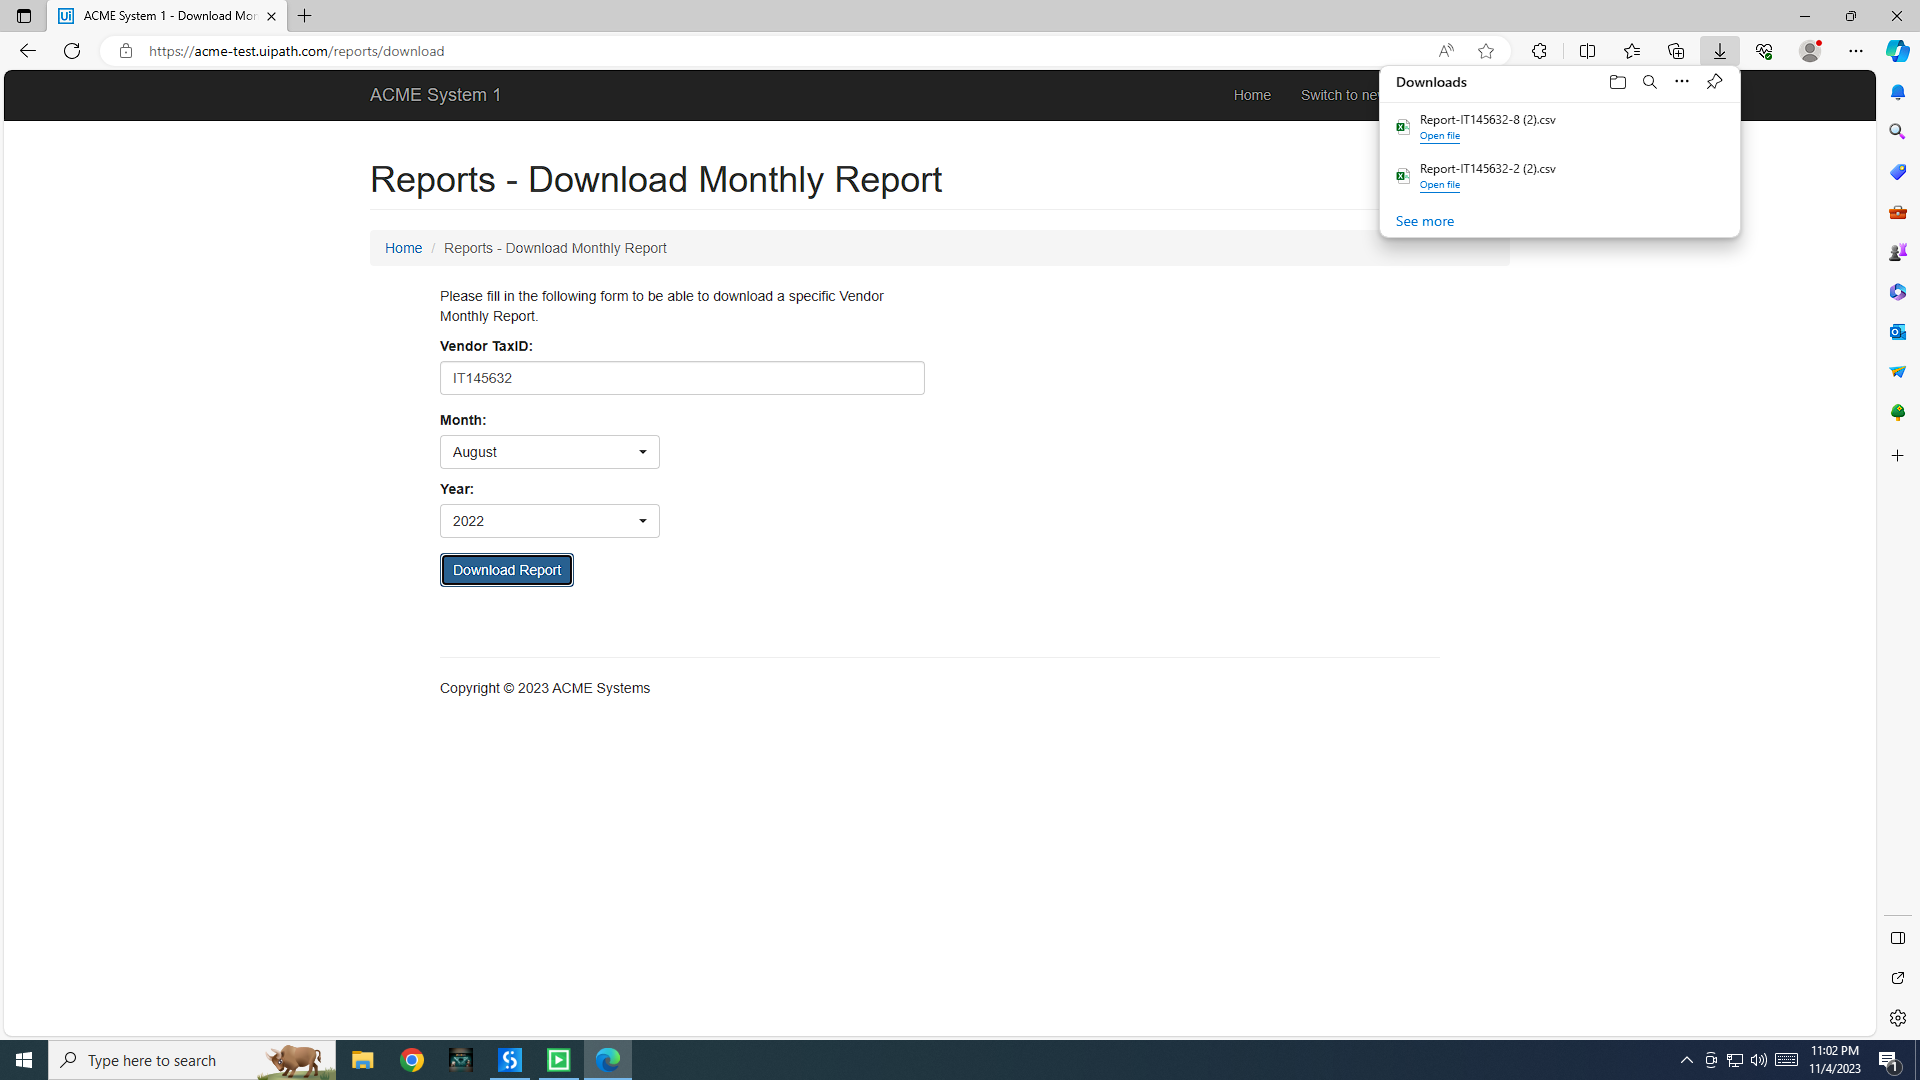 ACME System 1 - Download Mon
https://acme-test.uipath.com/reports/download
ACME System 1
Home
Switch to nev
Downloads
Report-IT145632-8 (2).csv
Open file
Report-IT145632-2 (2).csv
Open file
See more
Reports - Download Monthly Report
Home / Reports - Download Monthly Report
Please fill in the following form to be able to download a specific Vendor
Monthly Report.
Vendor TaxID:
IT145632
Month:
August
Year:
2022
Download Report
Copyright © 2023 ACME Systems
Type here to search
11:02 PM
11/4/2023
1